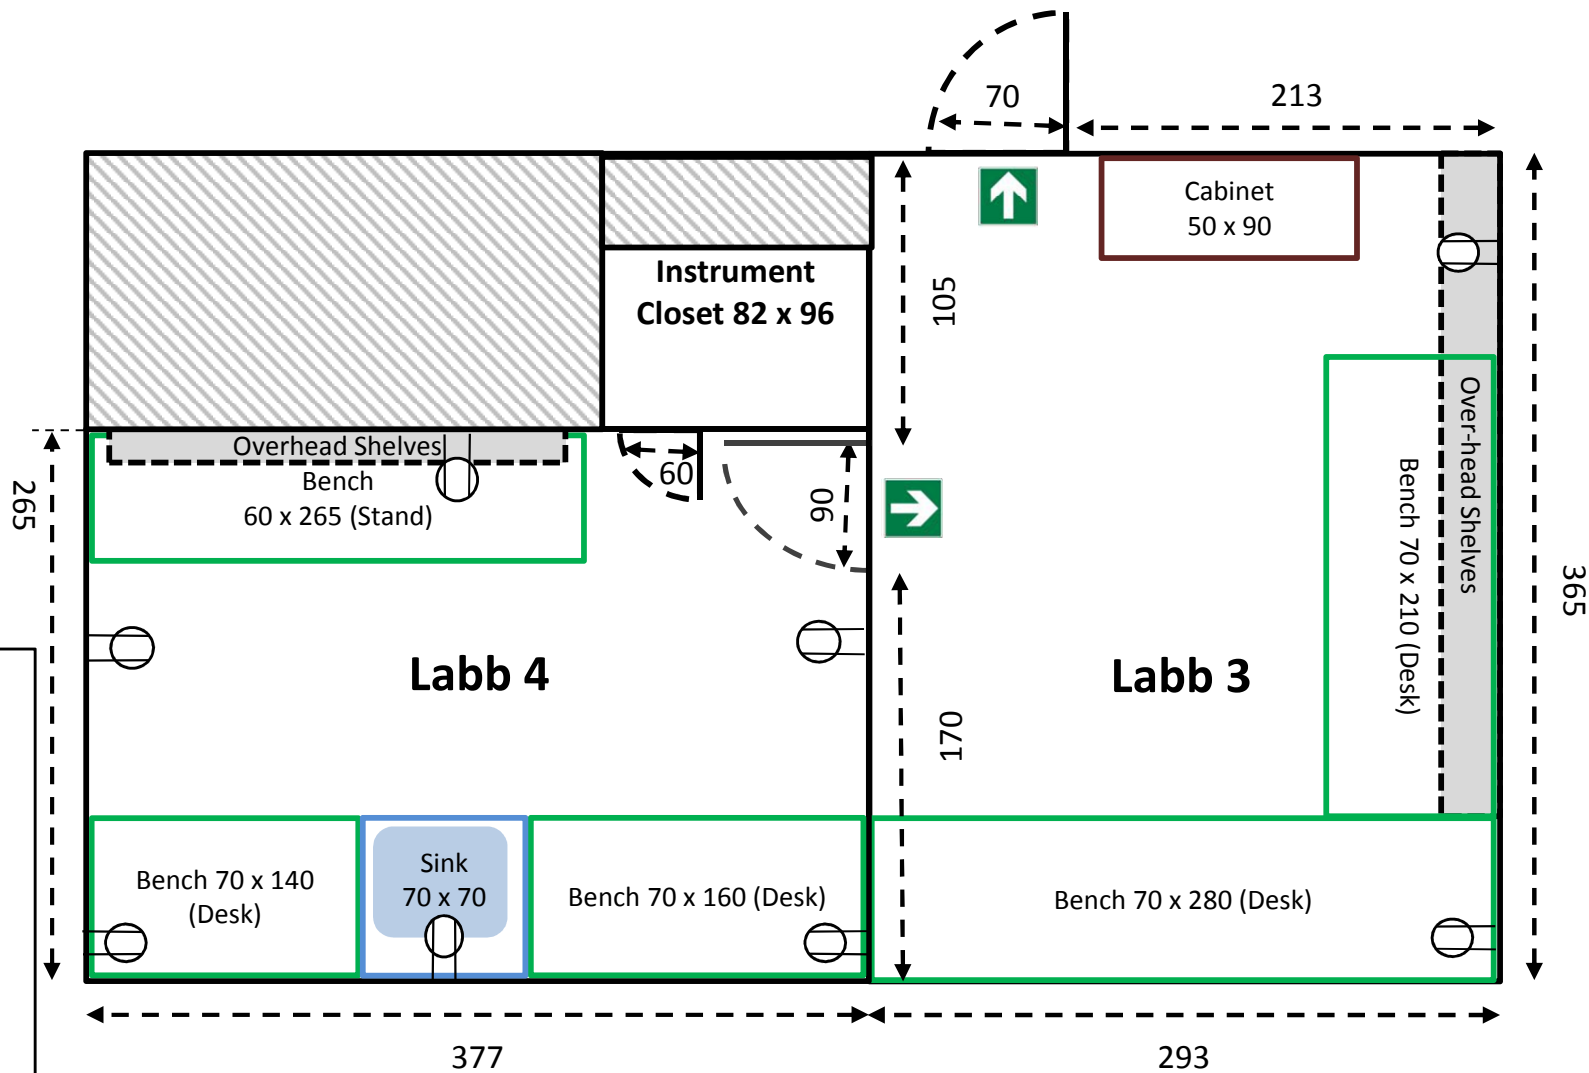 70
213
Cabinet
50 x 90
Instrument
Closet 82 x 96
105
Overhead Shelves
Bench
60 x 265 (Stand)
60
90
265
Over-head Shelves
Bench 70 x 210 (Desk)
365
Labb 4
Labb 3
170
Bench 70 x 140
(Desk)
Sink
70 x 70
Bench 70 x 160 (Desk)
Bench 70 x 280 (Desk)
377
293